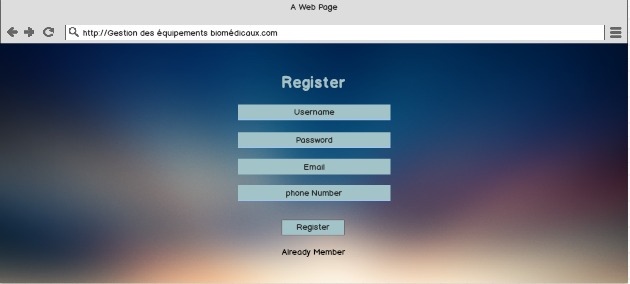 A Web Page
http://Gestion des équipements biomédicaux.com
Register
Username
Password
Email
phone Number
Register
Already Member